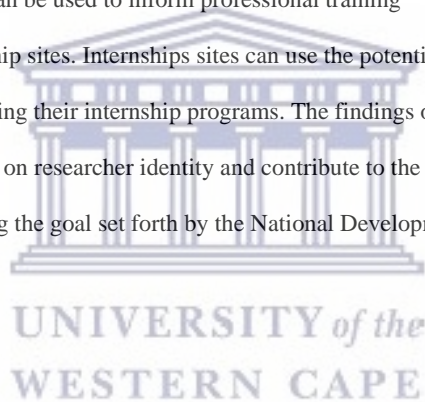 can be used to inform professional training
hip sites. Internships sites can use the potenti
ing their internship programs. The findings o
on researcher identity and contribute to the
g the goal set forth by the National Developm
UNIVERSITY of the
WESTERN CAPE